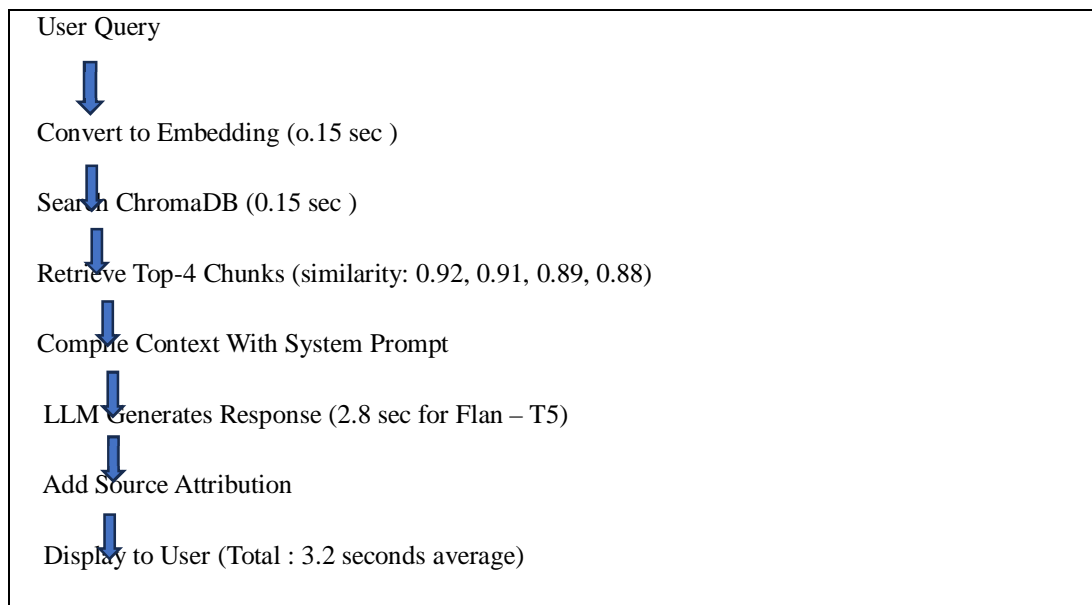 User Query
Convert to Embedding (o.15 sec )
Search ChromaDB (0.15 sec )
Retrieve Top-4 Chunks (similarity: 0.92, 0.91, 0.89, 0.88)
Compile Context With System Prompt
LLM Generates Response (2.8 sec for Flan – T5)
Add Source Attribution
Display to User (Total : 3.2 seconds average)